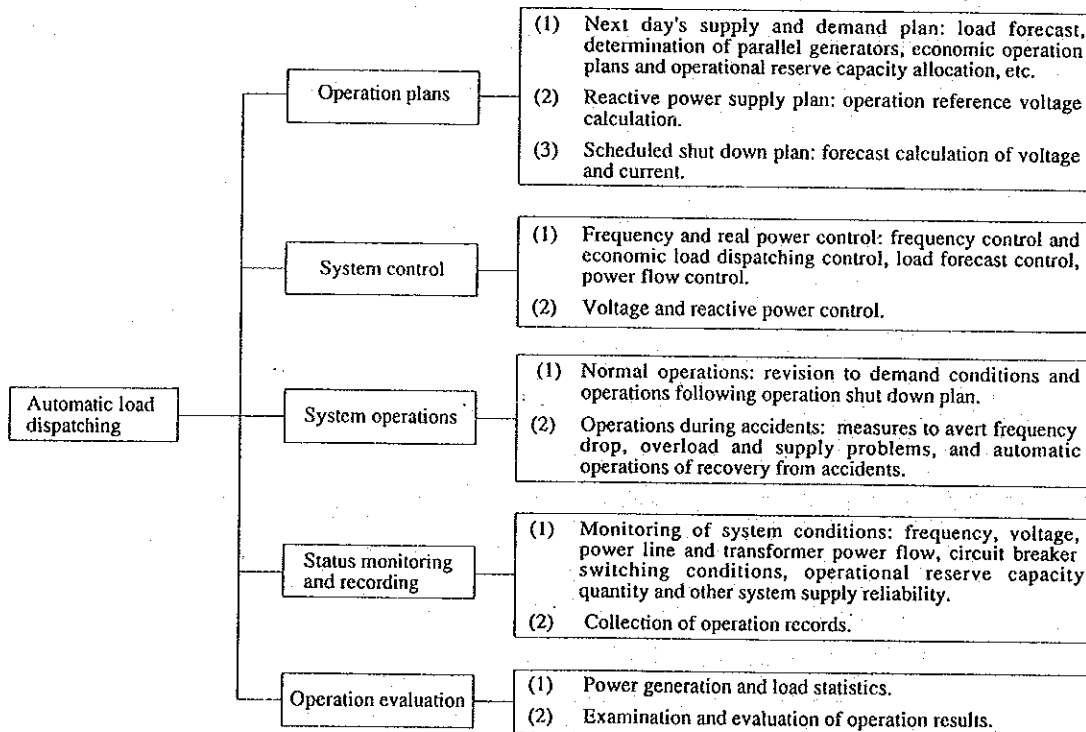 (1) Next day's supply and demand plan: load forecast,
determination of parallel generators, economic operation
plans and operational reserve capacity allocation, etc.
Operation plans
(2) Reactive power supply plan: operation reference voltage
calculation.
(3) Scheduled shut down plan: forecast calculation of voltage
and current.
(1) Frequency and real power control: frequency control and
economic load dispatching control, load forecast control,
power flow control.
System control
(2) Voltage and reactive power control.
Automatic load
dispatching
(1) Normal operations: revision to demand conditions and
operations following operation shut down plan.
System operations
(2) Operations during accidents: measures to avert frequency
drop, overload and supply problems, and automatic
operations of recovery from accidents.
(1) Monitoring of system conditions: frequency, voltage,
power line and transformer power flow, circuit breaker
switching conditions, operational reserve capacity
quantity and other system supply reliability.
Status monitoring
and recording
(2) Collection of operation records.
Operation evaluation
(1) Power generation and load statistics.
(2) Examination and evaluation of operation results.